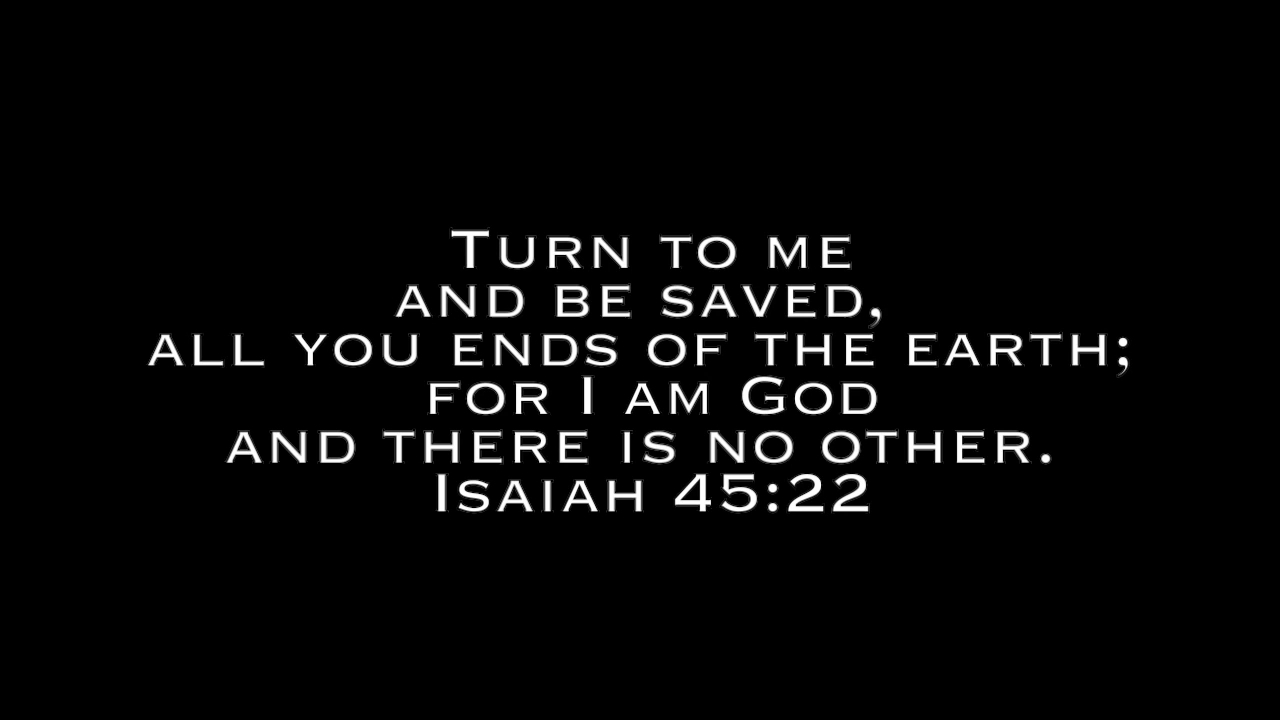 Turn to me
and be saved,
all you ends of the earth;
for I am God
and there is no other.
Isaiah 45:22